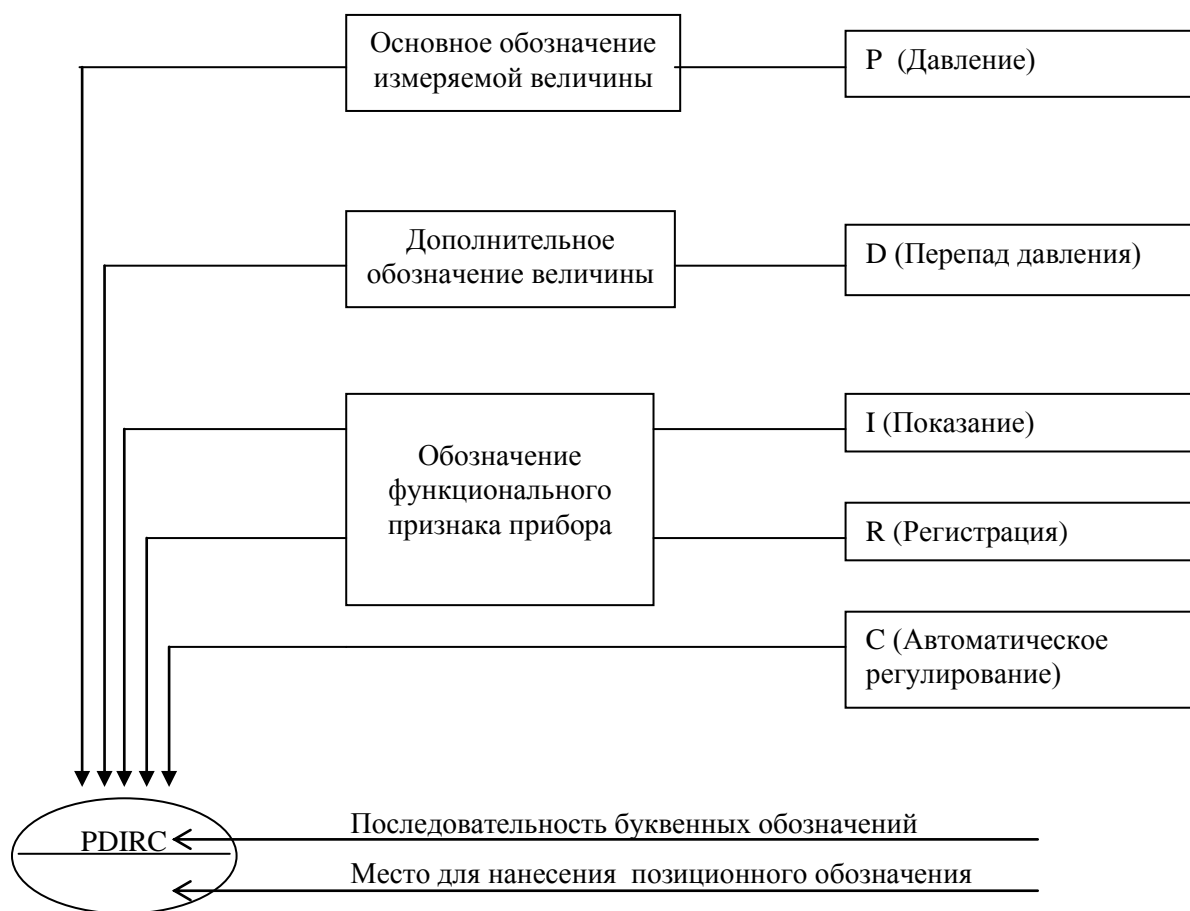 Основное обозначение
измеряемой величины
P (Давление)
Дополнительное
обозначение величины
D (Перепад давления)
Обозначение
функционального
признака прибора
I (Показание)
R (Регистрация)
C (Автоматическое
регулирование)
PDIRC
Последовательность буквенных обозначений
Место для нанесения позиционного обозначения